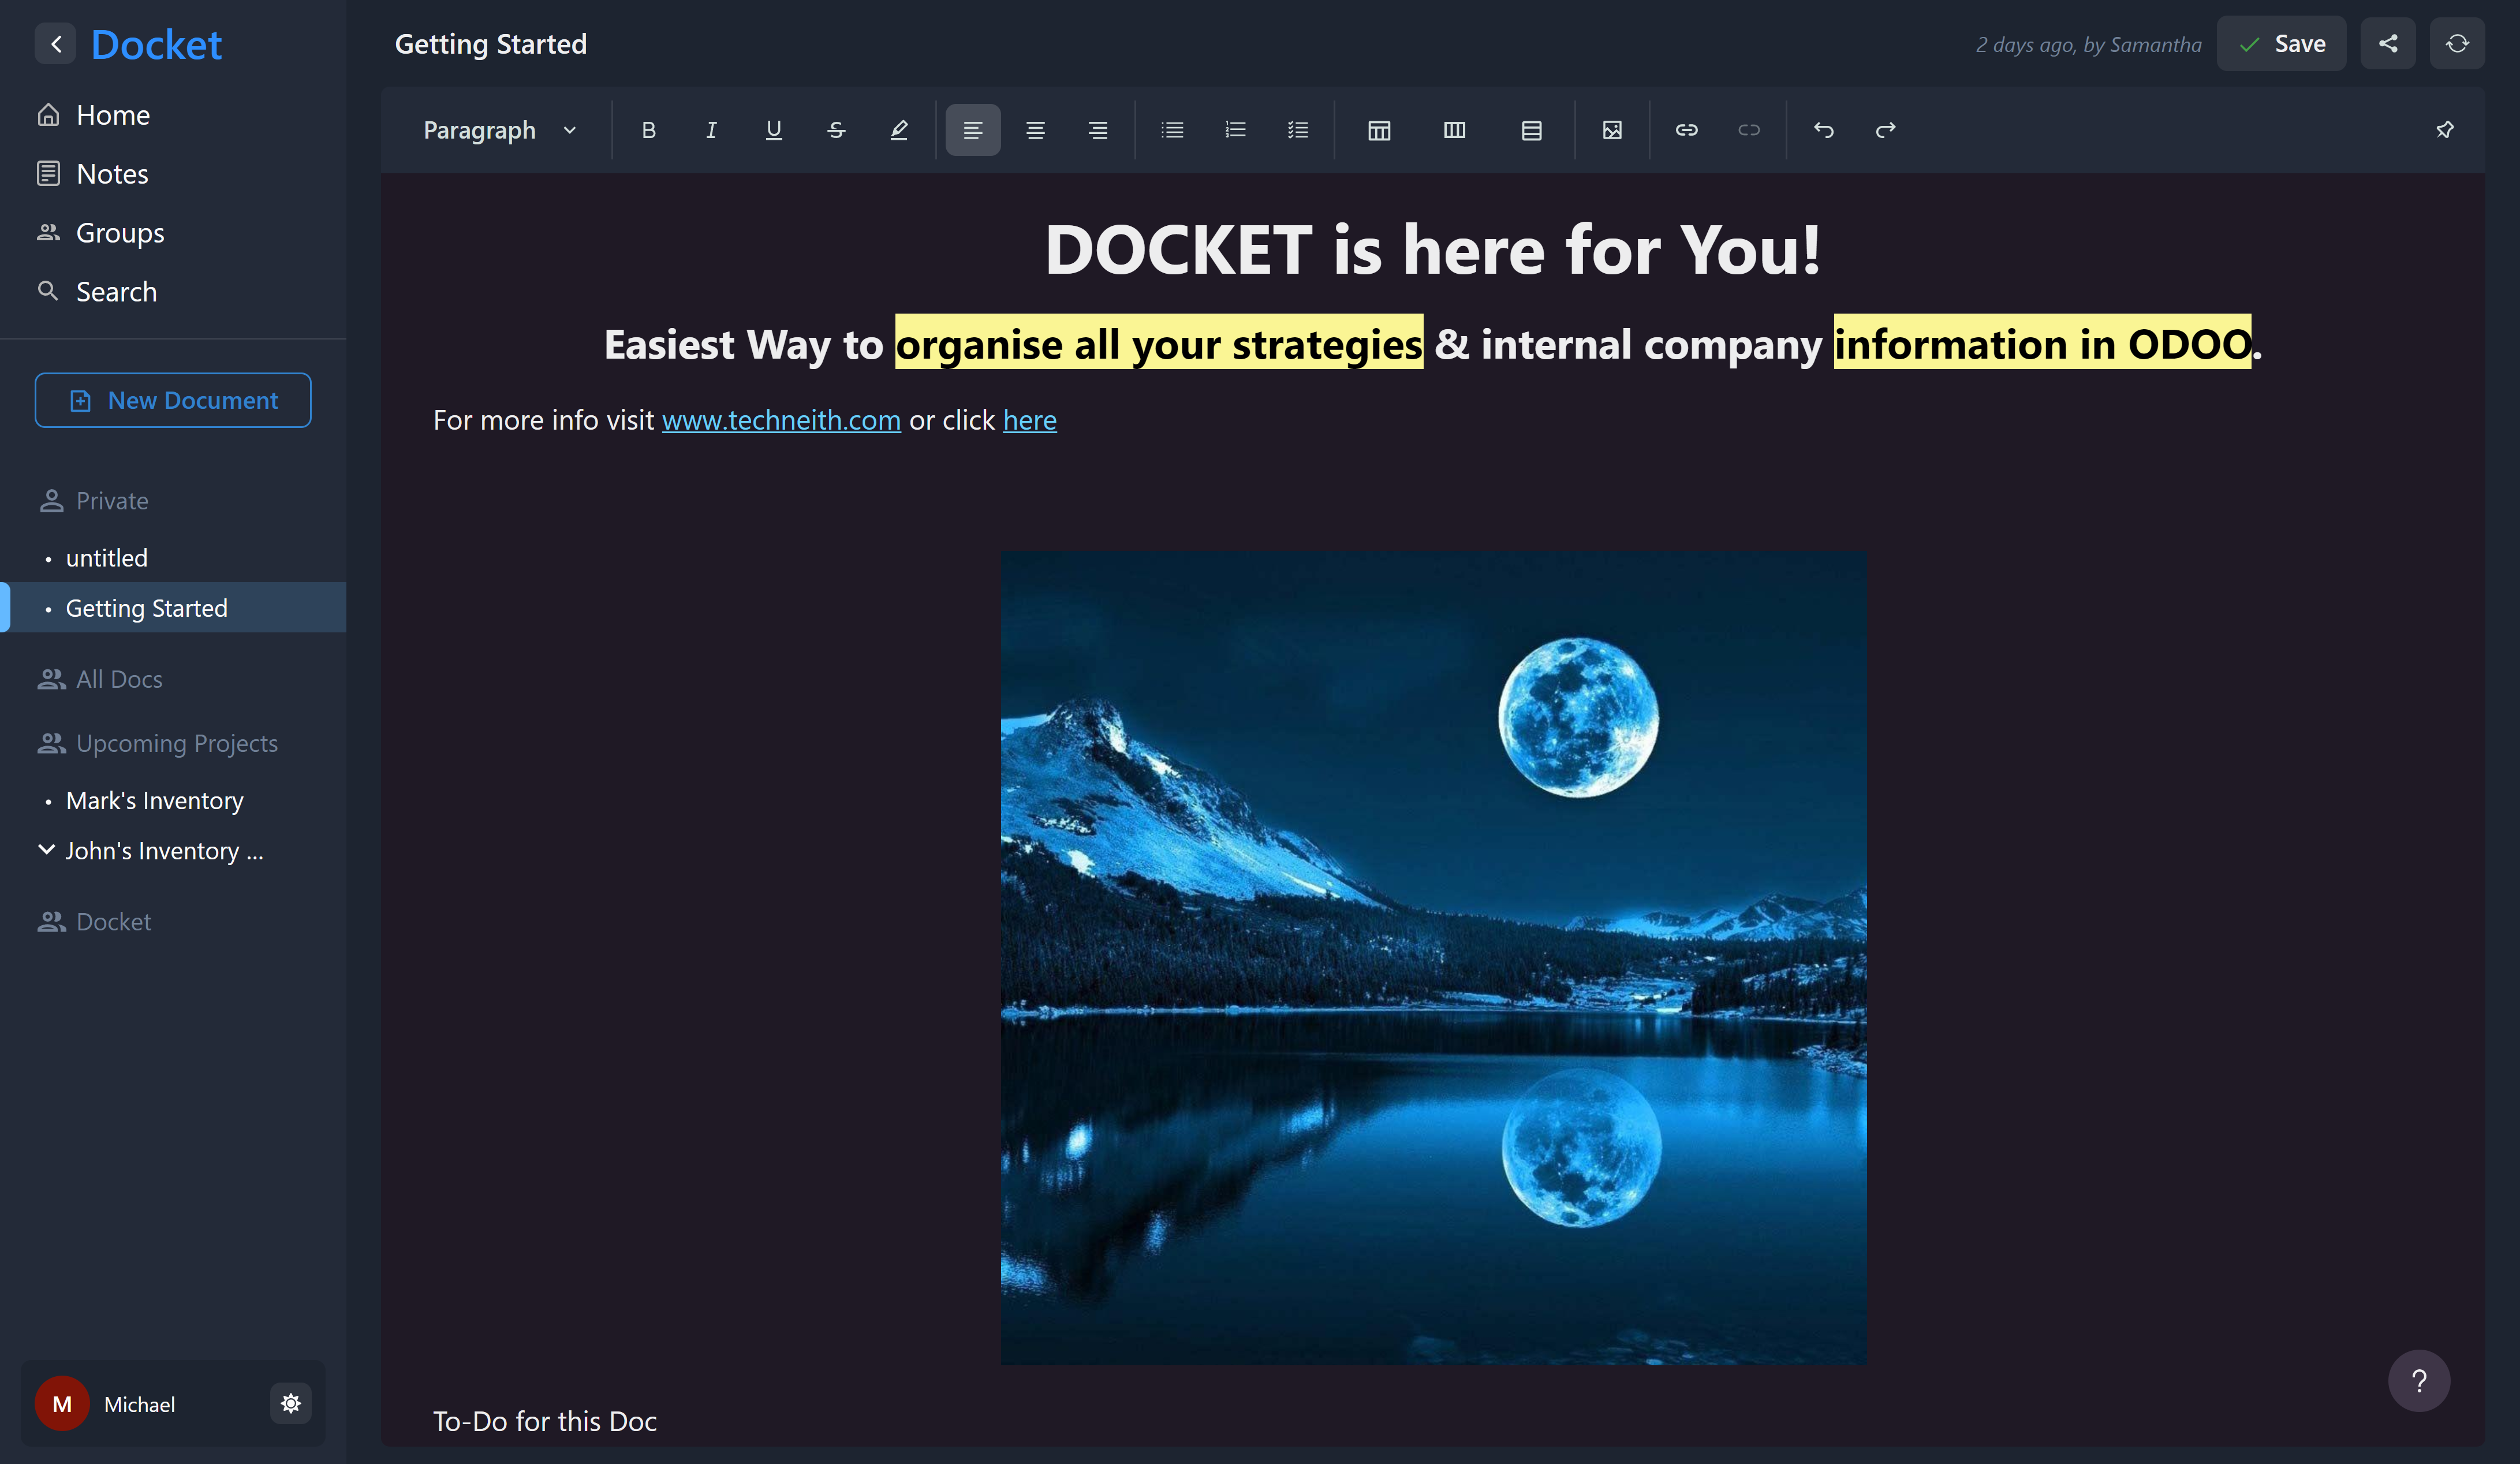 Docket
Home
Notes
Groups
Search
New Document
Private
• untitled
• Getting Started
All Docs
Upcoming Projects
• Mark's Inventory
John's Inventory ...
Docket
M Michael
Getting Started
2 days ago, by Samantha
Save
Paragraph
DOCKET is here for You!
Easiest Way to organise all your strategies & internal company information in ODOO.
For more info visit www.techneith.com or click here
To-Do for this Doc
?